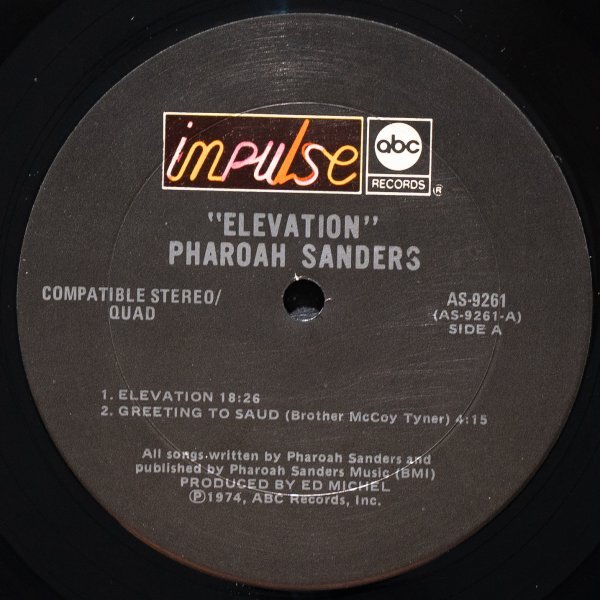 impulse
abc
RECORDS
®
"ELEVATION"
PHAROAH SANDERS
COMPATIBLE STEREO/
QUAD
AS-9261
(AS-9261-A)
SIDE A
1. ELEVATION 18:26
2. GREETING TO SAUD (Brother McCoy Tyner) 4:15
All songs written by Pharoah Sanders and
published by Pharoah Sanders Music (BMI)
PRODUCED BY ED MICHEL
℗1974, ABC Records, Inc.